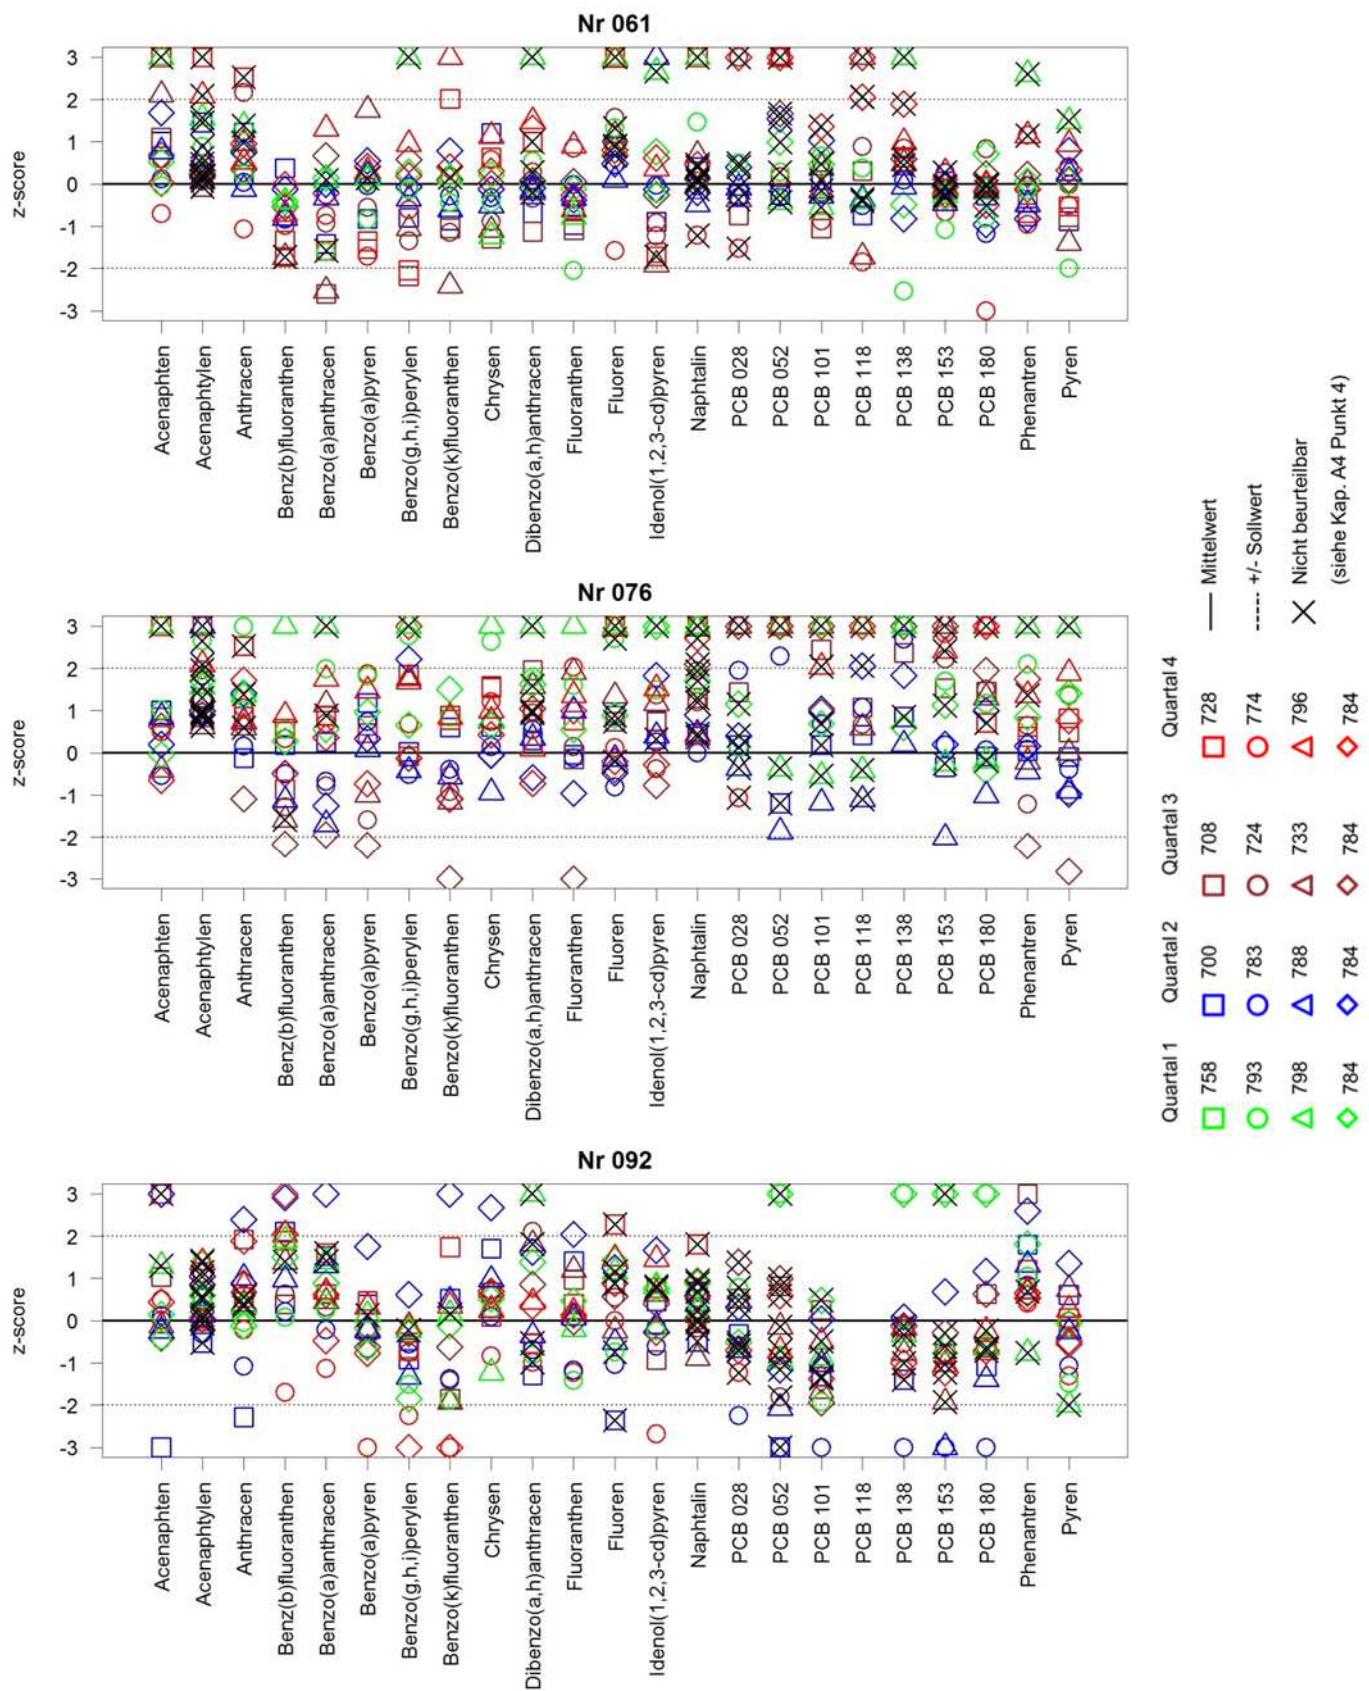 Nr 061
z-score
3
2
1
0
-1
-2
-3
Acenaphten
Acenaphtylen
Anthracen
Benz(b)fluoranthen
Benzo(a)anthracen
Benzo(a)pyren
Benzo(g,h,i)perylen
Benzo(k)fluoranthen
Chrysen
Dibenzo(a,h)anthracen
Fluoranthen
Fluoren
Idenol(1,2,3-cd)pyren
Naphtalin
PCB 028
PCB 052
PCB 101
PCB 118
PCB 138
PCB 153
PCB 180
Phenantren
Pyren
Nr 076
z-score
3
2
1
0
-1
-2
-3
Acenaphten
Acenaphtylen
Anthracen
Benz(b)fluoranthen
Benzo(a)anthracen
Benzo(a)pyren
Benzo(g,h,i)perylen
Benzo(k)fluoranthen
Chrysen
Dibenzo(a,h)anthracen
Fluoranthen
Fluoren
Idenol(1,2,3-cd)pyren
Naphtalin
PCB 028
PCB 052
PCB 101
PCB 118
PCB 138
PCB 153
PCB 180
Phenantren
Pyren
Nr 092
z-score
3
2
1
0
-1
-2
-3
Acenaphten
Acenaphtylen
Anthracen
Benz(b)fluoranthen
Benzo(a)anthracen
Benzo(a)pyren
Benzo(g,h,i)perylen
Benzo(k)fluoranthen
Chrysen
Dibenzo(a,h)anthracen
Fluoranthen
Fluoren
Idenol(1,2,3-cd)pyren
Naphtalin
PCB 028
PCB 052
PCB 101
PCB 118
PCB 138
PCB 153
PCB 180
Phenantren
Pyren
Quartal 1 Quartal 2 Quartal 3 Quartal 4
758 700 708 728 Mittelwert
793 783 724 774 +/- Sollwert
798 788 733 796 Nicht beurteilbar
784 784 784 784 (siehe Kap. A4 Punkt 4)